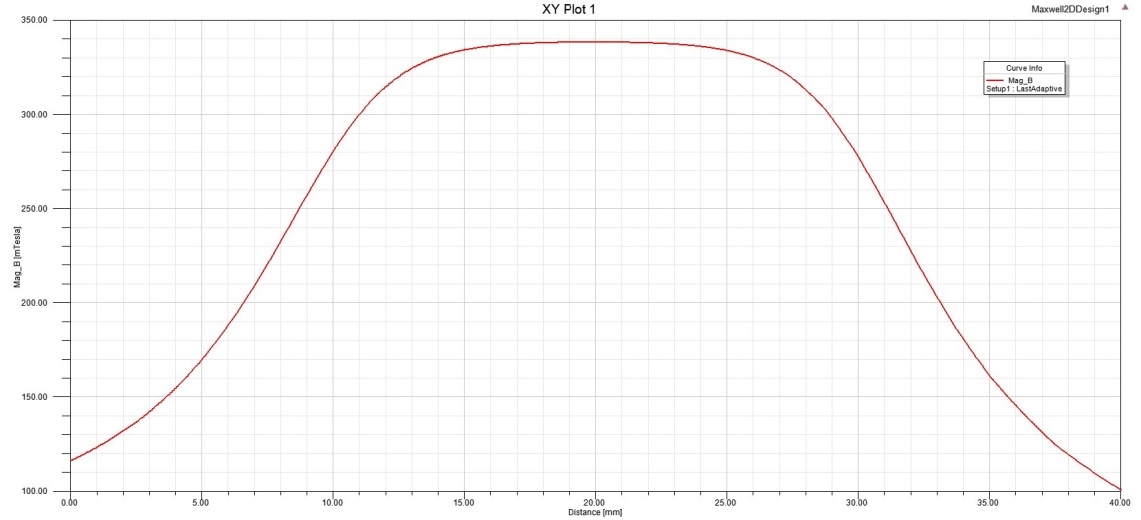 XY Plot 1
Maxwell2DDesign1
350.00
300.00
250.00
200.00
150.00
100.00
Mag_B [mTesla]
Curve Info
Mag_B
Setup1 : LastAdaptive
0.00 5.00 10.00 15.00 20.00 25.00 30.00 35.00 40.00
Distance [mm]